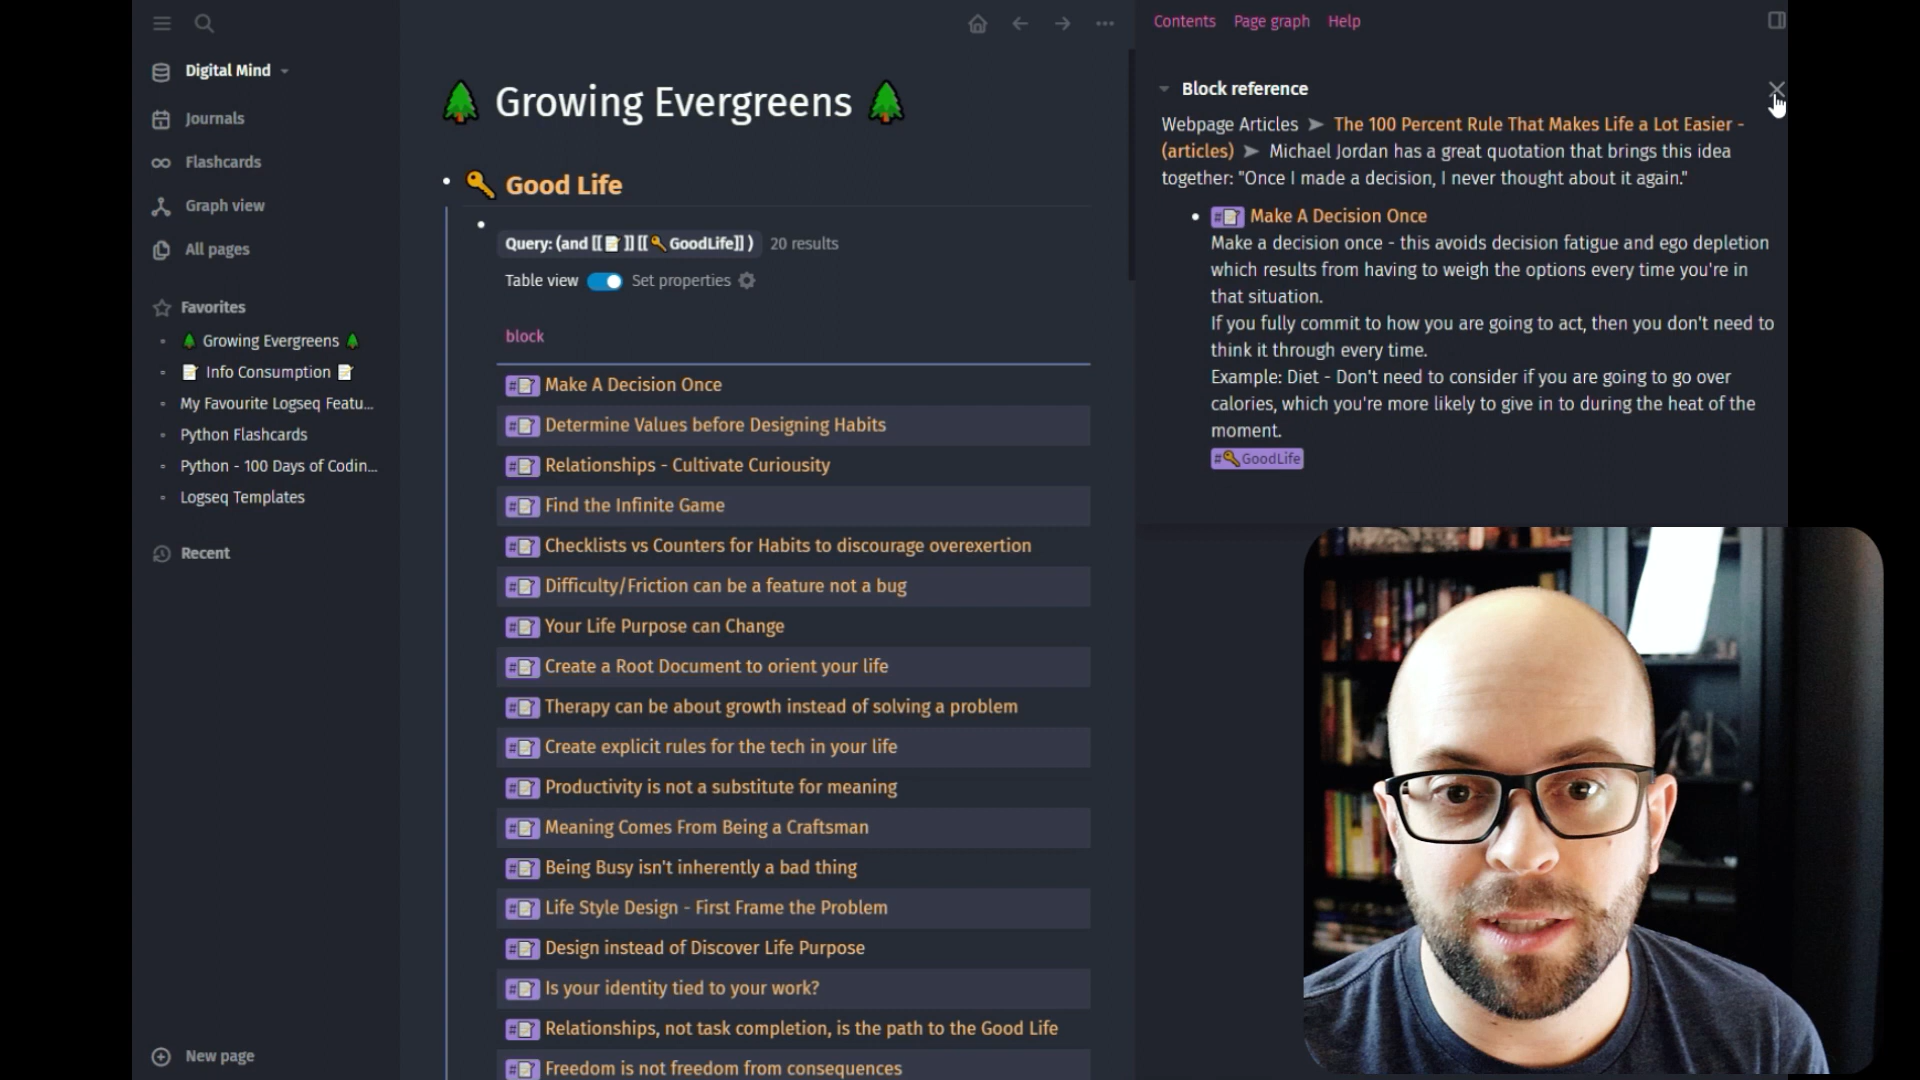 Digital Mind
Journals
Flashcards
Graph view
All pages
Favorites
Growing Evergreens
Info Consumption
My Favourite Logseq Featu...
Python Flashcards
Python - 100 Days of Codin...
Logseq Templates
Recent
New page
Growing Evergreens
Good Life
Query: (and [[📝]] [[🔑GoodLife]] )
20 results
Table view
Set properties
block
#📝 Make A Decision Once
#📝 Determine Values before Designing Habits
#📝 Relationships - Cultivate Curiousity
#📝 Find the Infinite Game
#📝 Checklists vs Counters for Habits to discourage overexertion
#📝 Difficulty/Friction can be a feature not a bug
#📝 Your Life Purpose can Change
#📝 Create a Root Document to orient your life
#📝 Therapy can be about growth instead of solving a problem
#📝 Create explicit rules for the tech in your life
#📝 Productivity is not a substitute for meaning
#📝 Meaning Comes From Being a Craftsman
#📝 Being Busy isn't inherently a bad thing
#📝 Life Style Design - First Frame the Problem
#📝 Design instead of Discover Life Purpose
#📝 Is your identity tied to your work?
#📝 Relationships, not task completion, is the path to the Good Life
#📝 Freedom is not freedom from consequences
Contents Page graph Help
Block reference
Webpage Articles ➤ The 100 Percent Rule That Makes Life a Lot Easier -
(articles) ➤ Michael Jordan has a great quotation that brings this idea
together: "Once I made a decision, I never thought about it again."
#📝 Make A Decision Once
Make a decision once - this avoids decision fatigue and ego depletion
which results from having to weigh the options every time you're in
that situation.
If you fully commit to how you are going to act, then you don't need to
think it through every time.
Example: Diet - Don't need to consider if you are going to go over
calories, which you're more likely to give in to during the heat of the
moment.
#🔑GoodLife